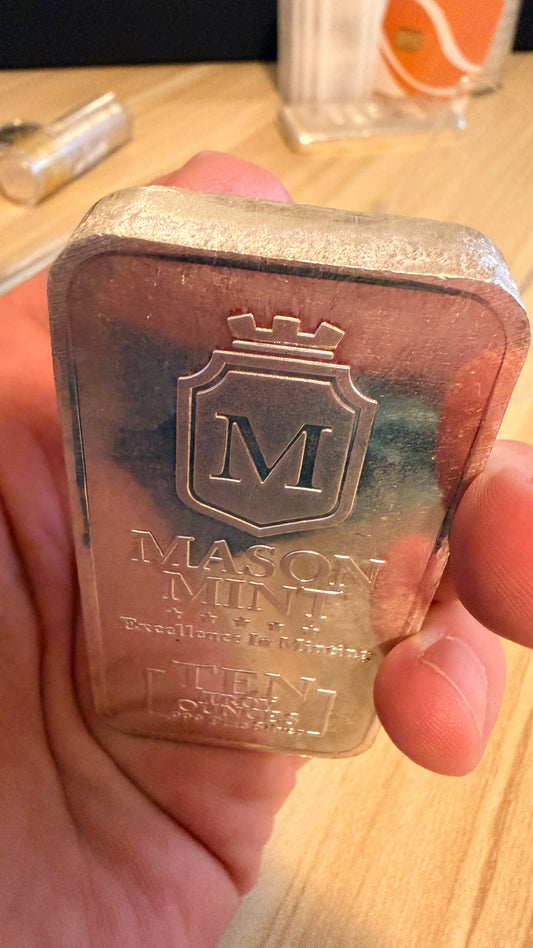 M
MASON
MINT
Excellence In Minting
TEN
TROY
OUNCES
.999 Fine Silver